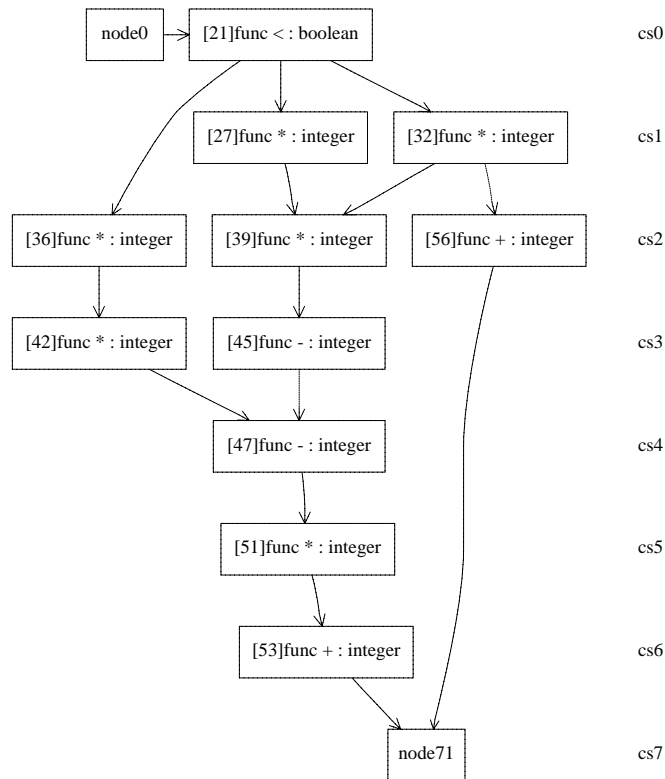 node0
[21]func < : boolean
cs0
[27]func * : integer
[32]func * : integer
cs1
[36]func * : integer
[39]func * : integer
[56]func + : integer
cs2
[42]func * : integer
[45]func - : integer
cs3
[47]func - : integer
cs4
[51]func * : integer
cs5
[53]func + : integer
cs6
node71
cs7